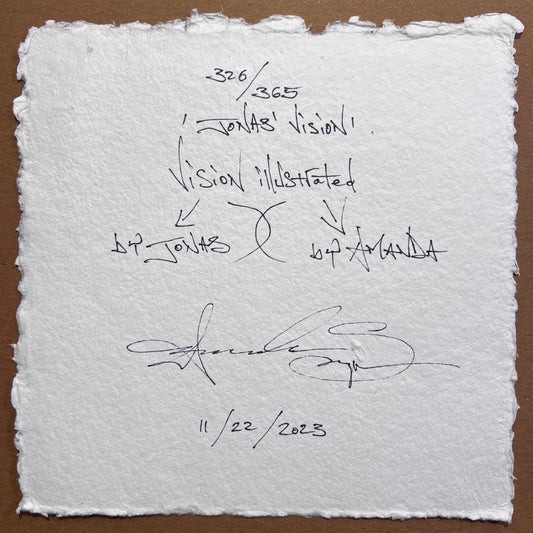 326/365
'JONAS' VISION'.
VISION illustrated
by JONAS by AMANDA
11/22/2023